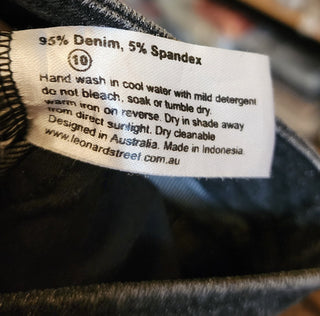 95% Denim, 5% Spandex
10
Hand wash in cool water with mild detergent
do not bleach, soak or tumble dry.
warm iron on reverse. Dry in shade away
from direct sunlight. Dry cleanable
Designed in Australia. Made in Indonesia.
www.leonardstreet.com.au